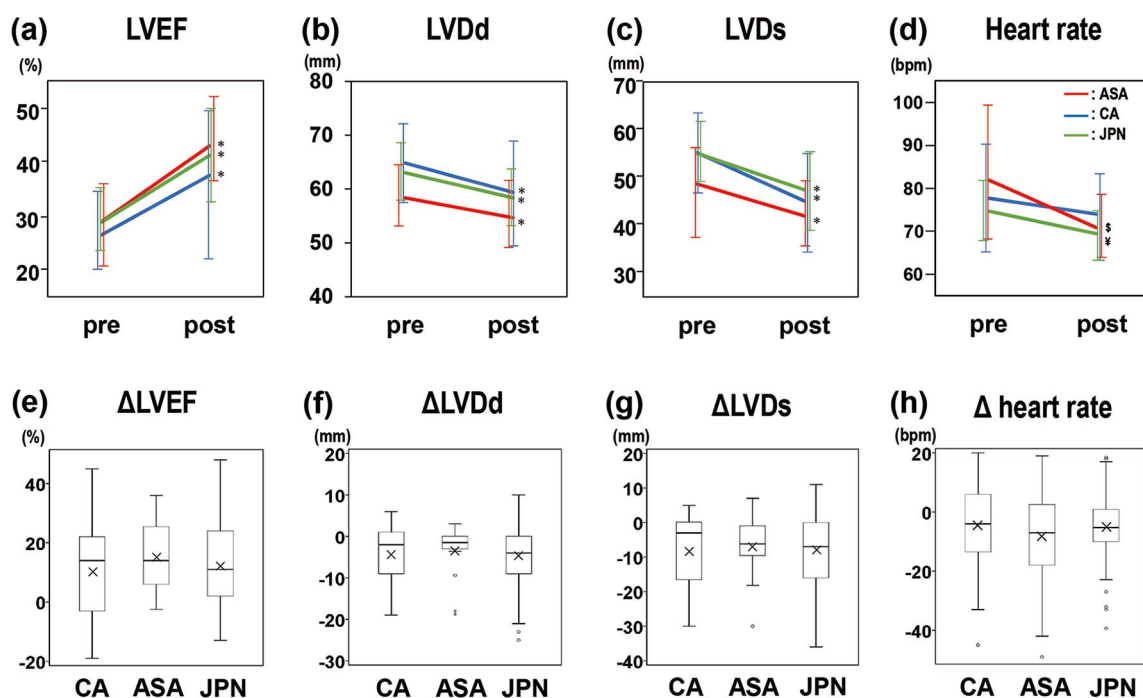 (a) LVEF
(%)
50
40
30
20
pre post
*
*
*
(b) LVDd
(mm)
80
70
60
50
40
pre post
*
*
*
(c) LVDs
(mm)
70
60
50
40
30
pre post
*
*
*
(d) Heart rate
(bpm)
100
90
80
70
60
pre post
: ASA
: CA
: JPN
$
¥
(e) ΔLVEF
(%)
40
20
0
-20
CA ASA JPN
(f) ΔLVDd
(mm)
20
10
0
-10
-20
-30
CA ASA JPN
(g) ΔLVDs
(mm)
20
10
0
-10
-20
-30
-40
CA ASA JPN
(h) Δ heart rate
(bpm)
20
0
-20
-40
CA ASA JPN